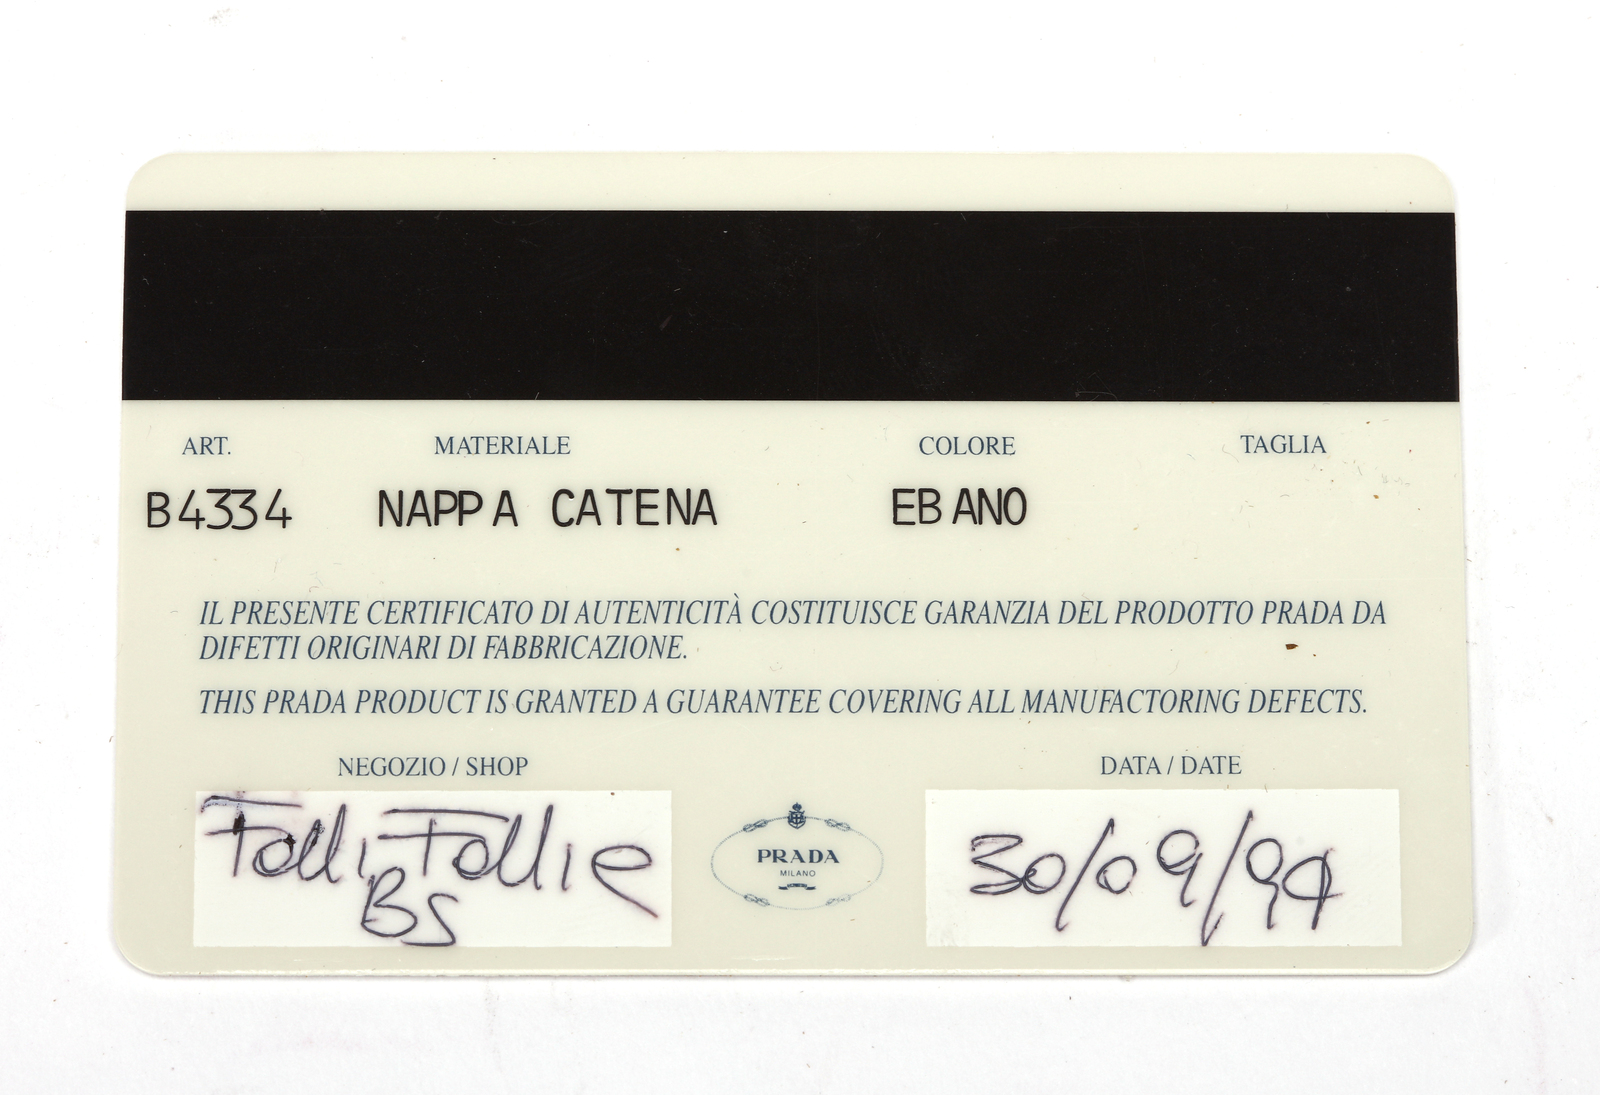 ART. MATERIALE COLORE TAGLIA
B4334 NAPPA CATENA EBANO
IL PRESENTE CERTIFICATO DI AUTENTICITÀ COSTITUISCE GARANZIA DEL PRODOTTO PRADA DA
DIFETTI ORIGINARI DI FABBRICAZIONE.
THIS PRADA PRODUCT IS GRANTED A GUARANTEE COVERING ALL MANUFACTORING DEFECTS.
NEGOZIO / SHOP DATA / DATE
Folli Follie
BS
PRADA
MILANO
30/09/94